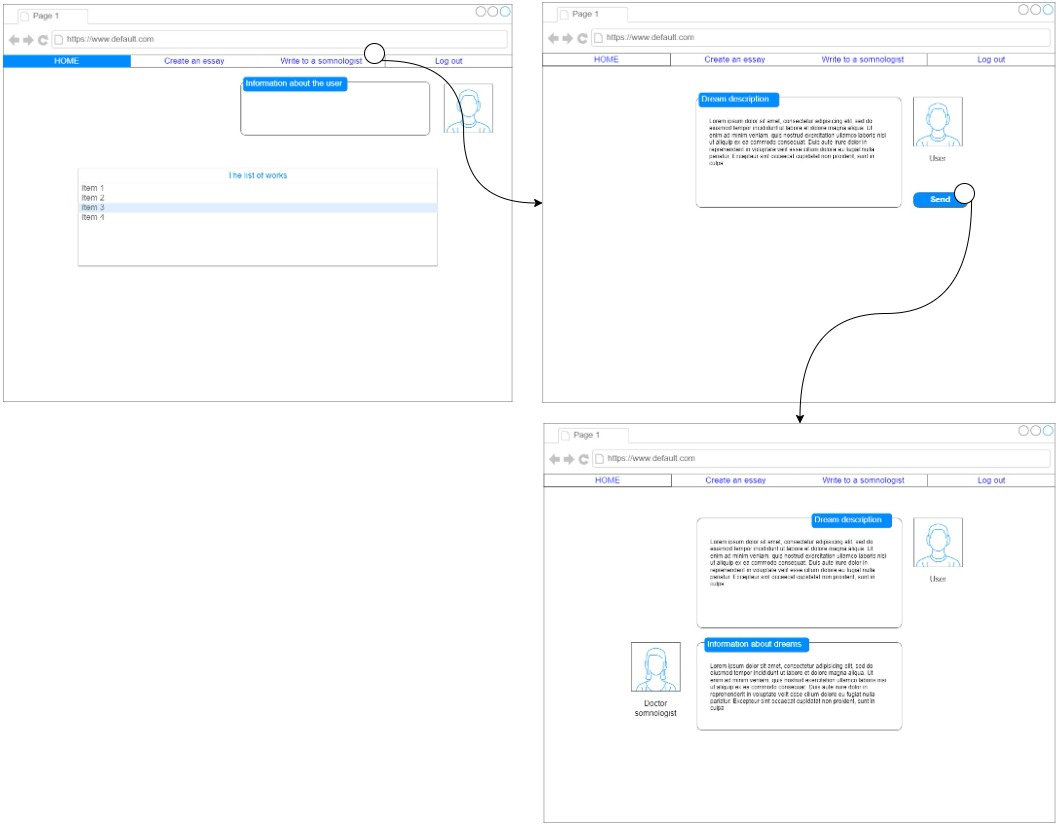 Page 1
https://www.default.com
HOME
Create an essay
Write to a somnologist
Log out
Information about the user
The list of works
Item 1
Item 2
Item 3
Item 4
Page 1
https://www.default.com
HOME
Create an essay
Write to a somnologist
Log out
Dream description
Lorem ipsum dolor sit amet, consectetur adipisicing elit, sed do
eiusmod tempor incididunt ut labore et dolore magna aliqua. Ut
enim ad minim veniam, quis nostrud exercitation ullamco laboris nisi
ut aliquip ex ea commodo consequat. Duis aute irure dolor in
reprehenderit in voluptate velit esse cillum dolore eu fugiat nulla
pariatur. Excepteur sint occaecat cupidatat non proident, sunt in
culpa
User
Send
Page 1
https://www.default.com
HOME
Create an essay
Write to a somnologist
Log out
Dream description
Lorem ipsum dolor sit amet, consectetur adipisicing elit, sed do
eiusmod tempor incididunt ut labore et dolore magna aliqua. Ut
enim ad minim veniam, quis nostrud exercitation ullamco laboris nisi
ut aliquip ex ea commodo consequat. Duis aute irure dolor in
reprehenderit in voluptate velit esse cillum dolore eu fugiat nulla
pariatur. Excepteur sint occaecat cupidatat non proident, sunt in
culpa
User
Information about dreams
Lorem ipsum dolor sit amet, consectetur adipisicing elit, sed do
eiusmod tempor incididunt ut labore et dolore magna aliqua. Ut
enim ad minim veniam, quis nostrud exercitation ullamco laboris nisi
ut aliquip ex ea commodo consequat. Duis aute irure dolor in
reprehenderit in voluptate velit esse cillum dolore eu fugiat nulla
pariatur. Excepteur sint occaecat cupidatat non proident, sunt in
culpa
Doctor
somnologist